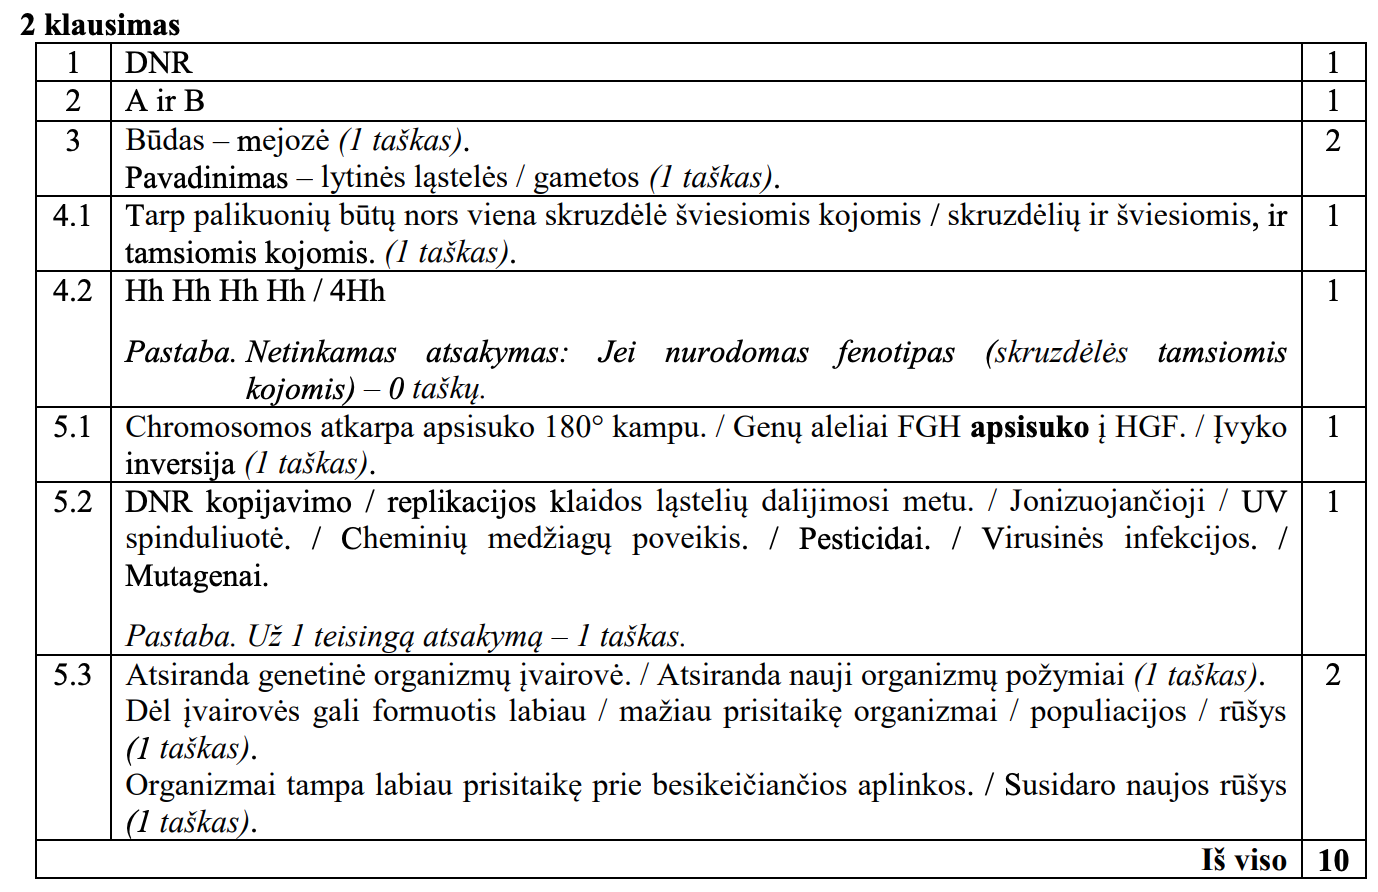 2 klausimas
1 DNR 1
2 A ir B 1
3 Būdas – mejozė (1 taškas). 2
Pavadinimas – lytinės ląstelės / gametos (1 taškas).
4.1 Tarp palikuonių būtų nors viena skruzdėlė šviesiomis kojomis / skruzdėlių ir šviesiomis, ir 1
tamsiomis kojomis. (1 taškas).
4.2 Hh Hh Hh Hh / 4Hh 1
Pastaba. Netinkamas atsakymas: Jei nurodomas fenotipas (skruzdėlės tamsiomis
kojomis) – 0 taškų.
5.1 Chromosomos atkarpa apsisuko 180° kampu. / Genų aleliai FGH apsisuko į HGF. / Įvyko 1
inversija (1 taškas).
5.2 DNR kopijavimo / replikacijos klaidos ląstelių dalijimosi metu. / Jonizuojančioji / UV 1
spinduliuotė. / Cheminių medžiagų poveikis. / Pesticidai. / Virusinės infekcijos. /
Mutagenai.
Pastaba. Už 1 teisingą atsakymą – 1 taškas.
5.3 Atsiranda genetinė organizmų įvairovė. / Atsiranda nauji organizmų požymiai (1 taškas). 2
Dėl įvairovės gali formuotis labiau / mažiau prisitaikę organizmai / populiacijos / rūšys
(1 taškas).
Organizmai tampa labiau prisitaikę prie besikeičiančios aplinkos. / Susidaro naujos rūšys
(1 taškas).
Iš viso 10